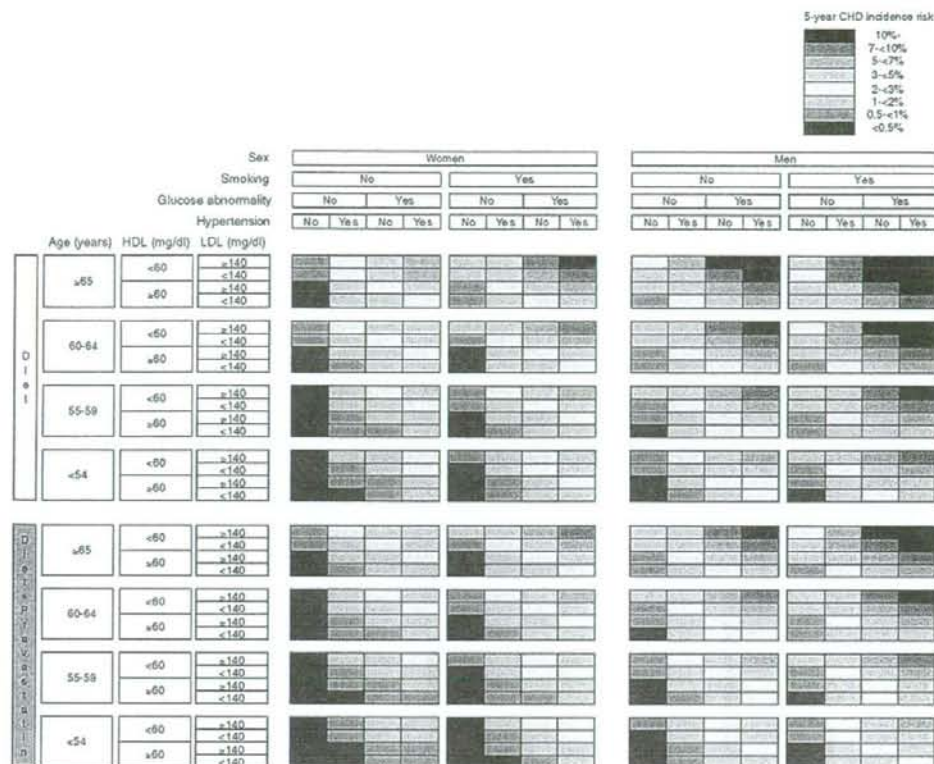 5-year CHD incidence risk
10%-
7-<10%
5-<7%
3-<5%
2-<3%
1-<2%
0.5-<1%
<0.5%
Sex Women Men
Smoking No Yes No Yes
Glucose abnormality No Yes No Yes No Yes No Yes
Hypertension No Yes No Yes No Yes No Yes No Yes No Yes No Yes No Yes
Age (years) HDL (mg/dl) LDL (mg/dl)
Diet
≥65 <60 ≥140
<140
≥60 ≥140
<140
60-64 <60 ≥140
<140
≥60 ≥140
<140
55-59 <60 ≥140
<140
≥60 ≥140
<140
<54 <60 ≥140
<140
≥60 ≥140
<140
Diet+Pravastatin
≥65 <60 ≥140
<140
≥60 ≥140
<140
60-64 <60 ≥140
<140
≥60 ≥140
<140
55-59 <60 ≥140
<140
≥60 ≥140
<140
<54 <60 ≥140
<140
≥60 ≥140
<140